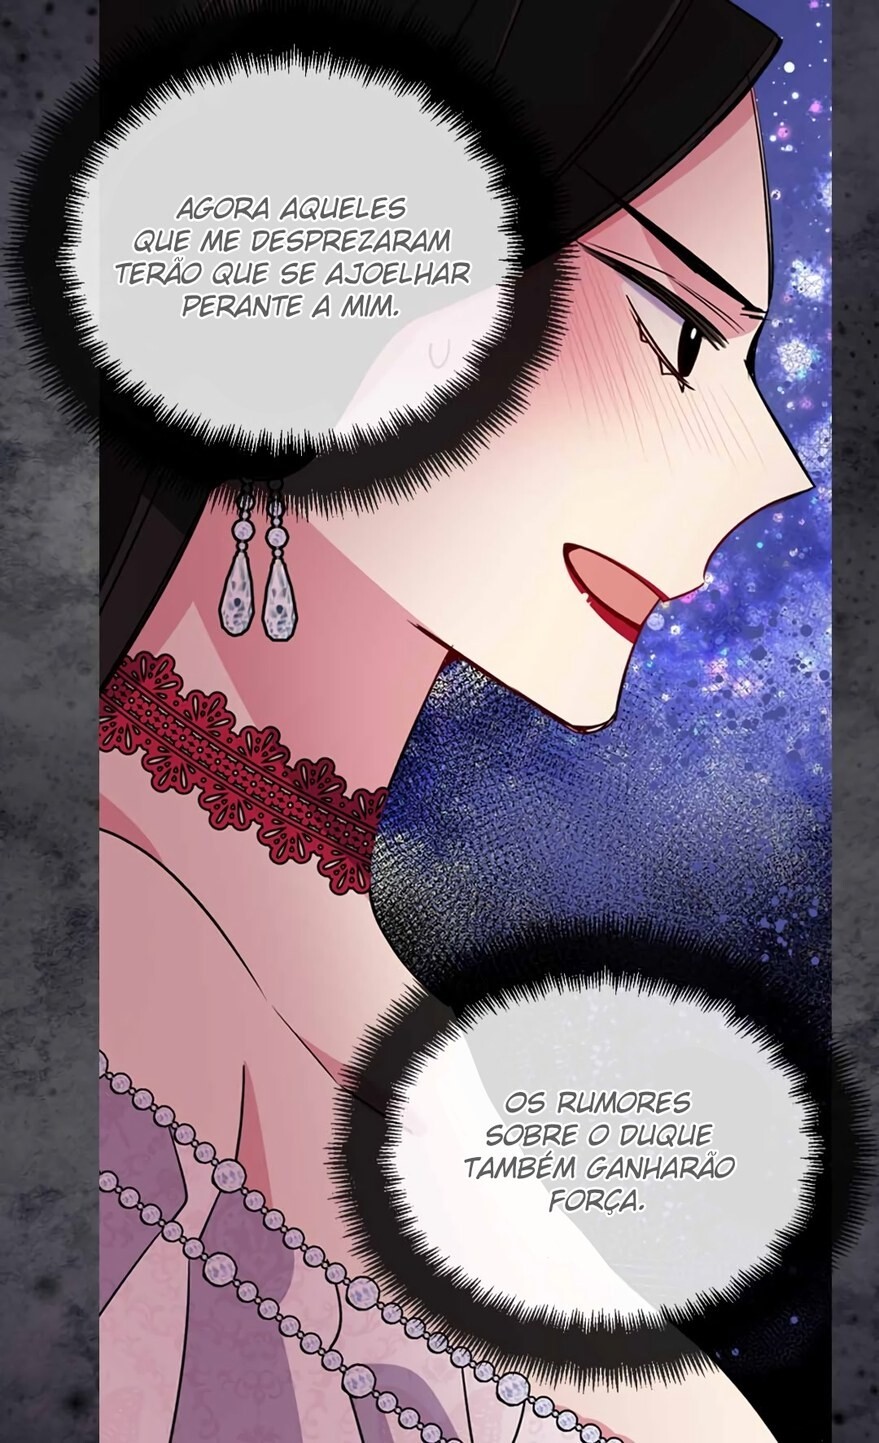 AGORA AQUELES
QUE ME DESPREZARAM
TERÃO QUE SE AJOELHAR
PERANTE A MIM.
OS RUMORES
SOBRE O DUQUE
TAMBÉM GANHARÃO
FORÇA.